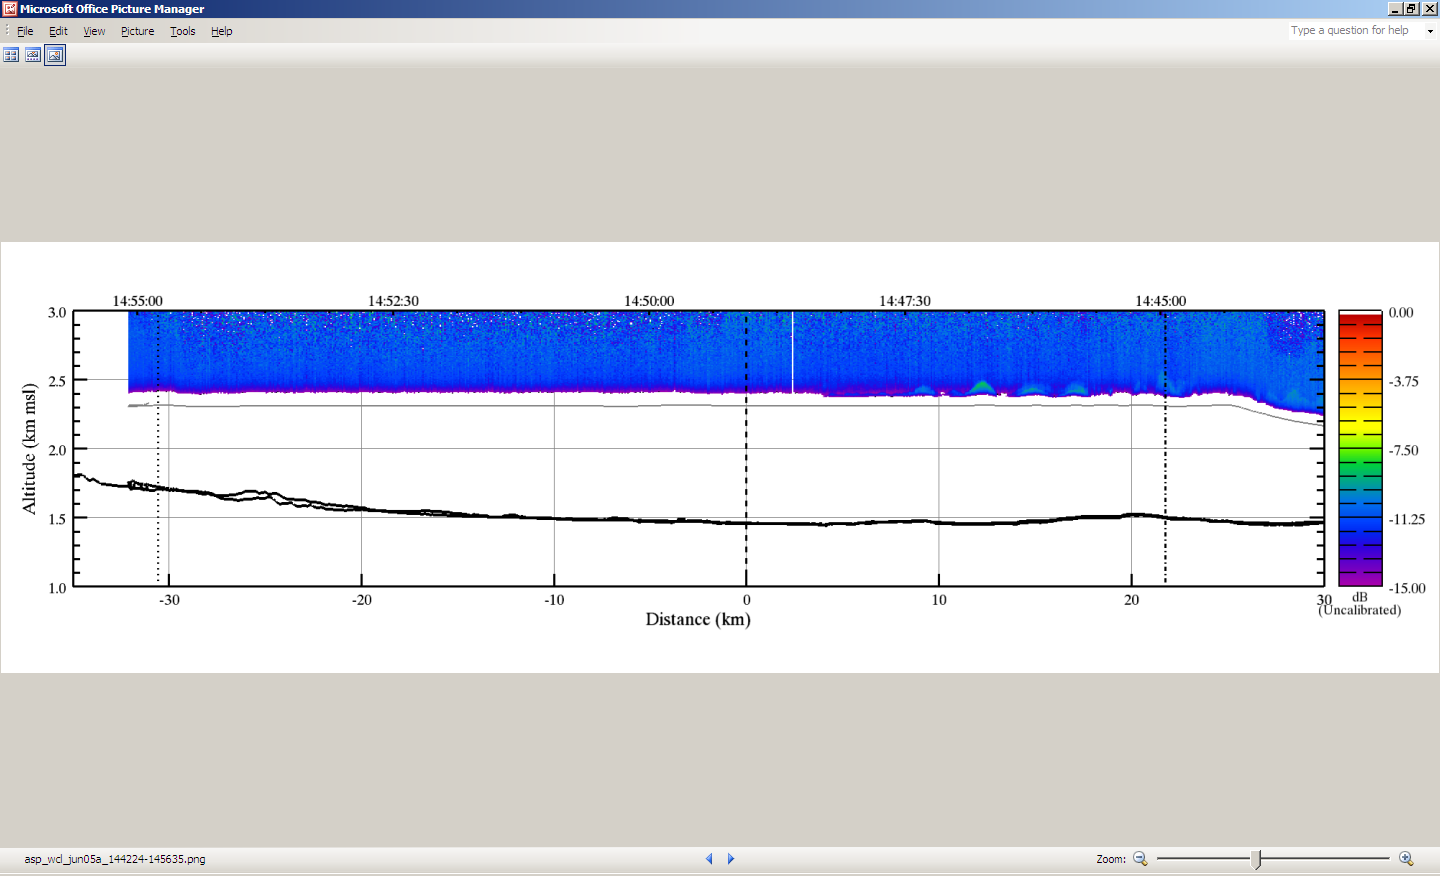 Microsoft Office Picture Manager
File Edit View Picture Tools Help
Type a question for help
14:55:00 14:52:30 14:50:00 14:47:30 14:45:00
3.0
2.5
2.0
1.5
1.0
Altitude (km msl)
-30 -20 -10 0 10 20 30
Distance (km)
0.00
-3.75
-7.50
-11.25
-15.00
dB
(Uncalibrated)
asp_wcl_jun05a_144224-145635.png
Zoom: